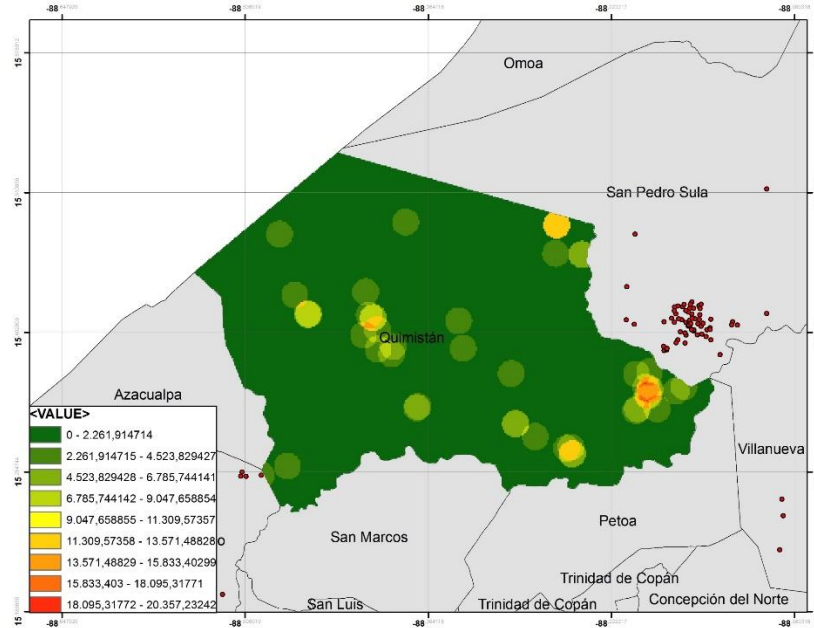 -88
-88
-88
-88
-88
15
Omoa
15
San Pedro Sula
15
Quimistán
Azacualpa
<VALUE>
0 - 2.261,914714
2.261,914715 - 4.523,829427
4.523,829428 - 6.785,744141
6.785,744142 - 9.047,658854
9.047,658855 - 11.309,57357
11.309,57358 - 13.571,48828
13.571,48829 - 15.833,40299
15.833,403 - 18.095,31771
18.095,31772 - 20.357,23242
15
Villanueva
San Marcos
Petoa
Trinidad de Copán
San Luis
Trinidad de Copán
Concepción del Norte
15
-88
-88
-88
-88
-88